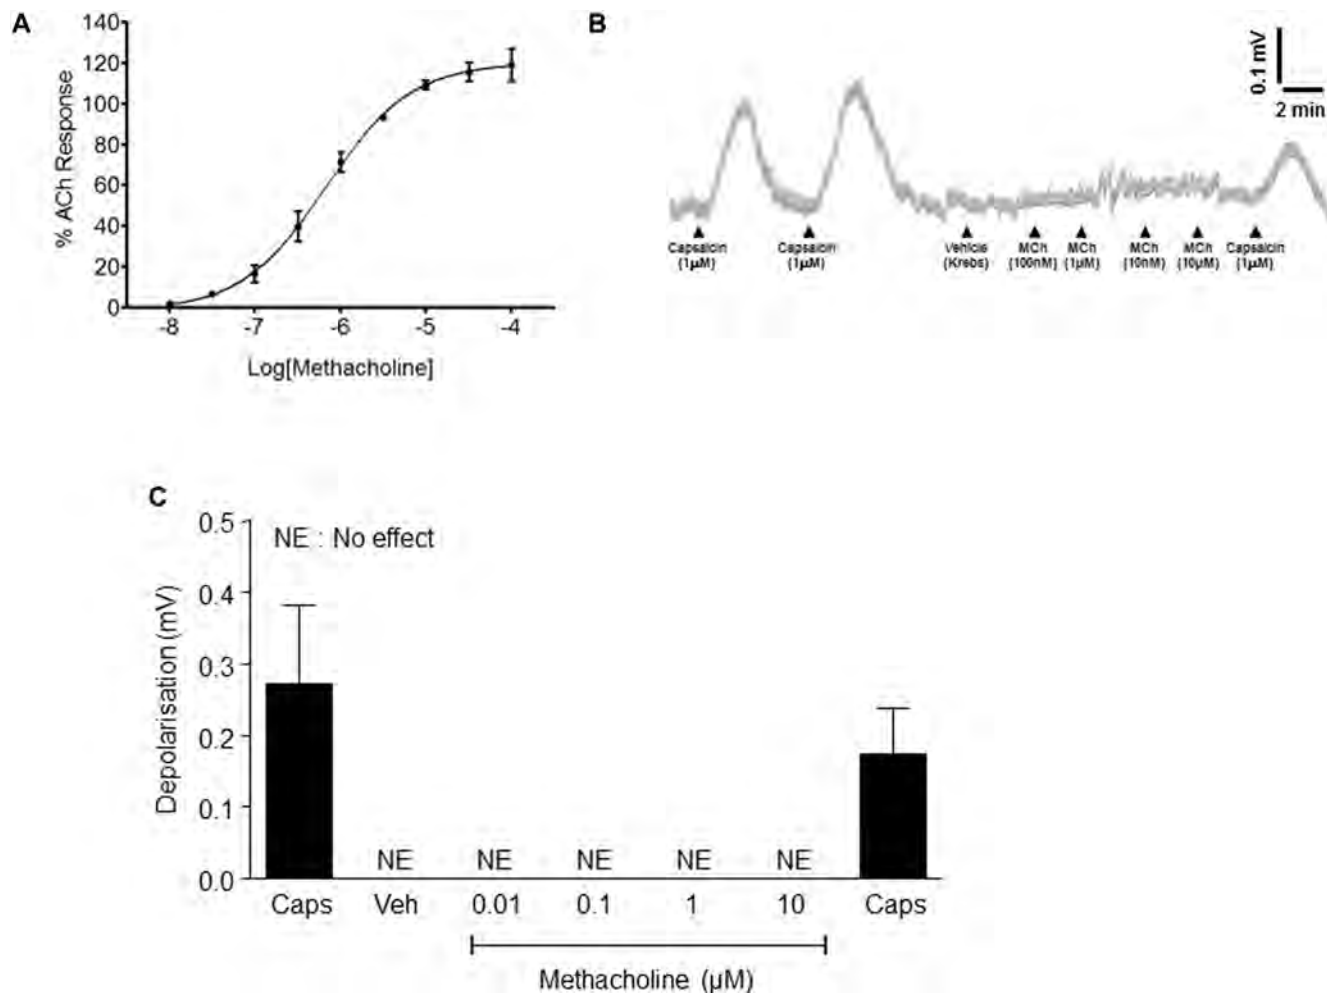 A
140
120
100
80
60
40
20
0
% ACh Response
-8 -7 -6 -5 -4
Log[Methacholine]
B
0.1 mV
2 min
Capsaicin Capsaicin Vehicle MCh MCh MCh MCh Capsaicin
(1µM) (1µM) (Krebs) (100nM) (1µM) (10nM) (10µM) (1µM)
C
0.5
0.4
0.3
0.2
0.1
0.0
Depolarisation (mV)
NE : No effect
NE NE NE NE NE
Caps Veh 0.01 0.1 1 10 Caps
Methacholine (µM)